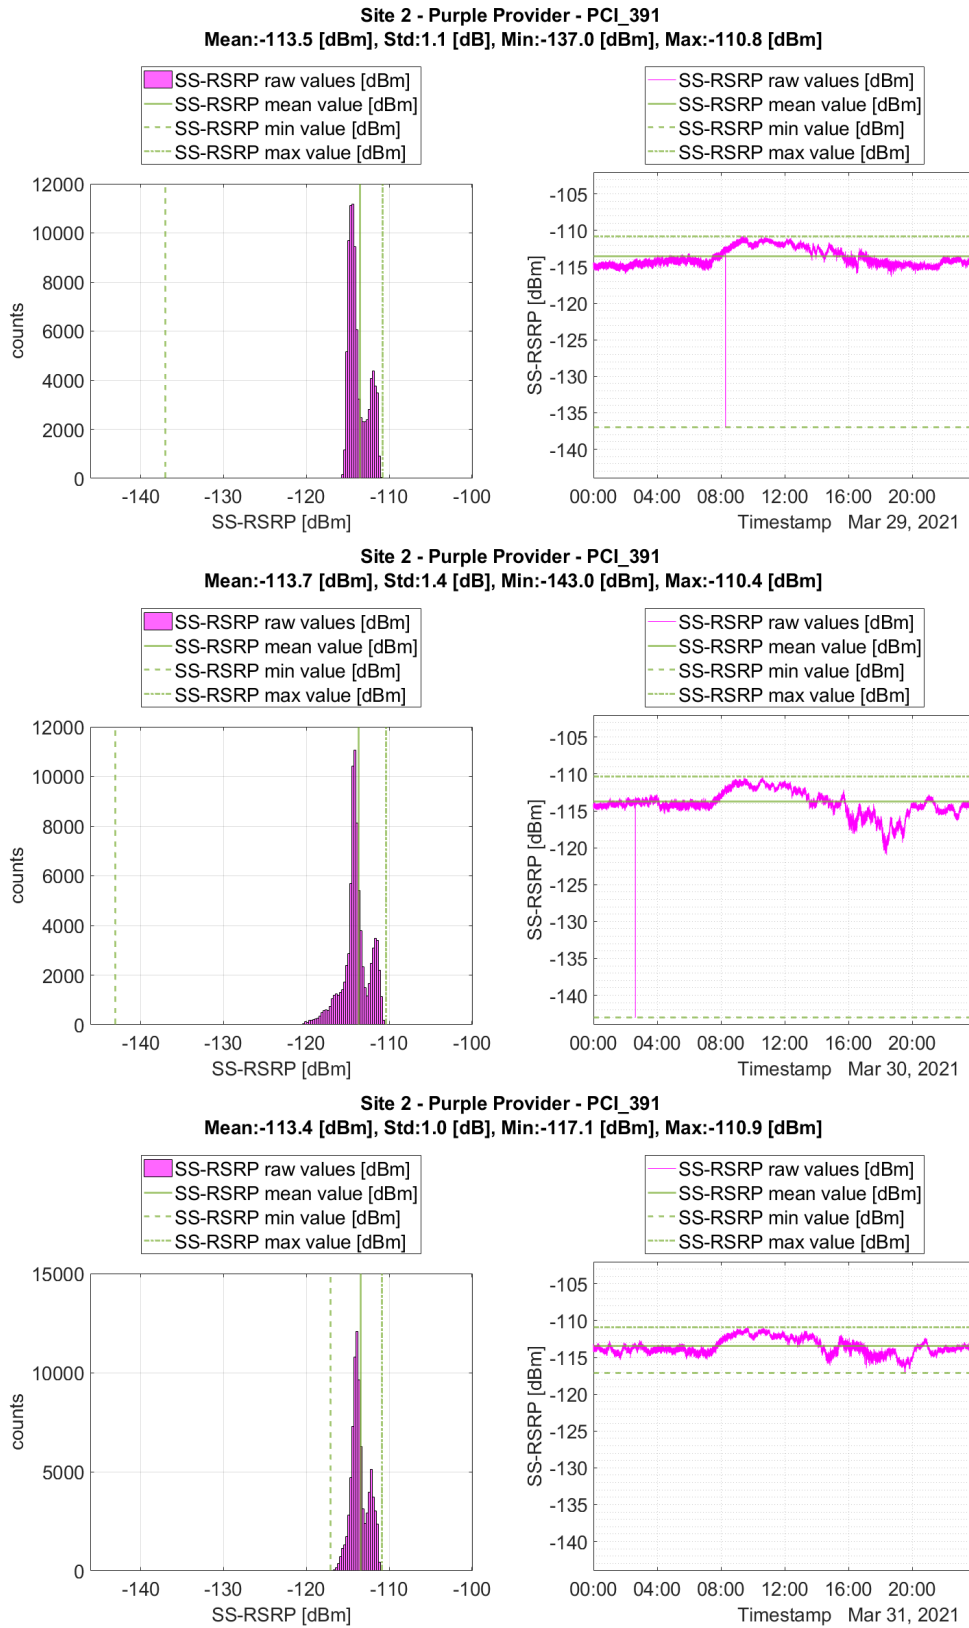 Site 2 - Purple Provider - PCI_391
Mean:-113.5 [dBm], Std:1.1 [dB], Min:-137.0 [dBm], Max:-110.8 [dBm]
SS-RSRP raw values [dBm]
SS-RSRP mean value [dBm]
SS-RSRP min value [dBm]
SS-RSRP max value [dBm]
12000
10000
8000
6000
4000
2000
0
counts
-140 -130 -120 -110 -100
SS-RSRP [dBm]
SS-RSRP raw values [dBm]
SS-RSRP mean value [dBm]
SS-RSRP min value [dBm]
SS-RSRP max value [dBm]
-105
-110
-115
-120
-125
-130
-135
-140
SS-RSRP [dBm]
00:00 04:00 08:00 12:00 16:00 20:00
Timestamp Mar 29, 2021
Site 2 - Purple Provider - PCI_391
Mean:-113.7 [dBm], Std:1.4 [dB], Min:-143.0 [dBm], Max:-110.4 [dBm]
SS-RSRP raw values [dBm]
SS-RSRP mean value [dBm]
SS-RSRP min value [dBm]
SS-RSRP max value [dBm]
12000
10000
8000
6000
4000
2000
0
counts
-140 -130 -120 -110 -100
SS-RSRP [dBm]
SS-RSRP raw values [dBm]
SS-RSRP mean value [dBm]
SS-RSRP min value [dBm]
SS-RSRP max value [dBm]
-105
-110
-115
-120
-125
-130
-135
-140
SS-RSRP [dBm]
00:00 04:00 08:00 12:00 16:00 20:00
Timestamp Mar 30, 2021
Site 2 - Purple Provider - PCI_391
Mean:-113.4 [dBm], Std:1.0 [dB], Min:-117.1 [dBm], Max:-110.9 [dBm]
SS-RSRP raw values [dBm]
SS-RSRP mean value [dBm]
SS-RSRP min value [dBm]
SS-RSRP max value [dBm]
15000
10000
5000
0
counts
-140 -130 -120 -110 -100
SS-RSRP [dBm]
SS-RSRP raw values [dBm]
SS-RSRP mean value [dBm]
SS-RSRP min value [dBm]
SS-RSRP max value [dBm]
-105
-110
-115
-120
-125
-130
-135
-140
SS-RSRP [dBm]
00:00 04:00 08:00 12:00 16:00 20:00
Timestamp Mar 31, 2021